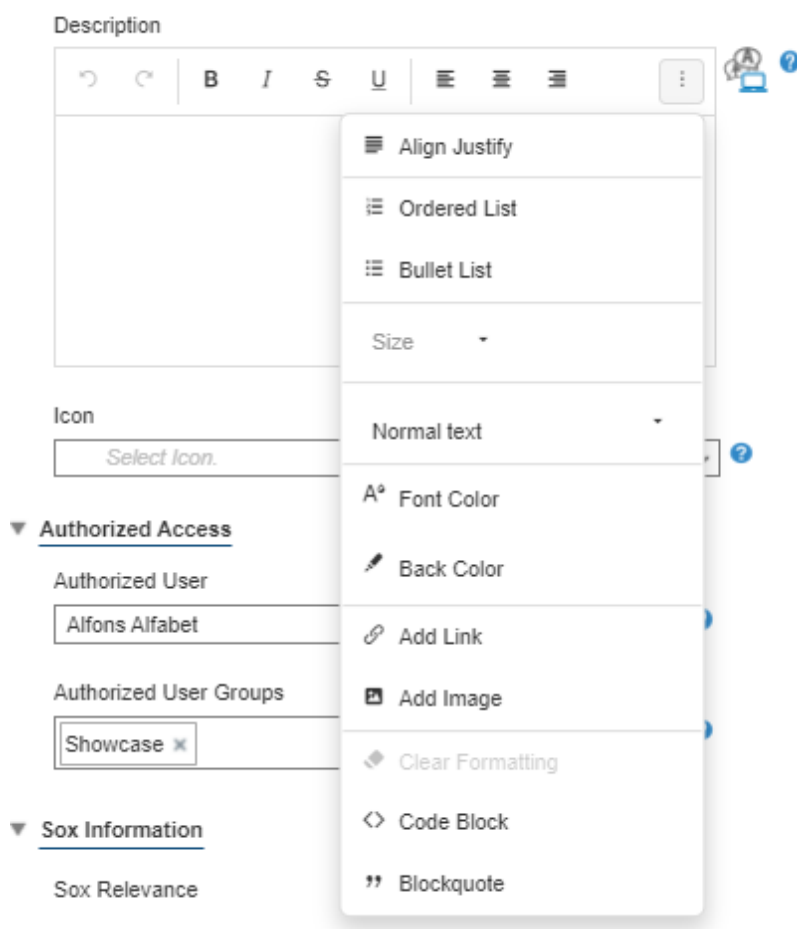 Description
B I S U
Align Justify
Ordered List
Bullet List
Size
Normal text
Font Color
Back Color
Add Link
Add Image
Clear Formatting
Code Block
Blockquote
Icon
Select Icon.
Authorized Access
Authorized User
Alfons Alfabet
Authorized User Groups
Showcase
Sox Information
Sox Relevance